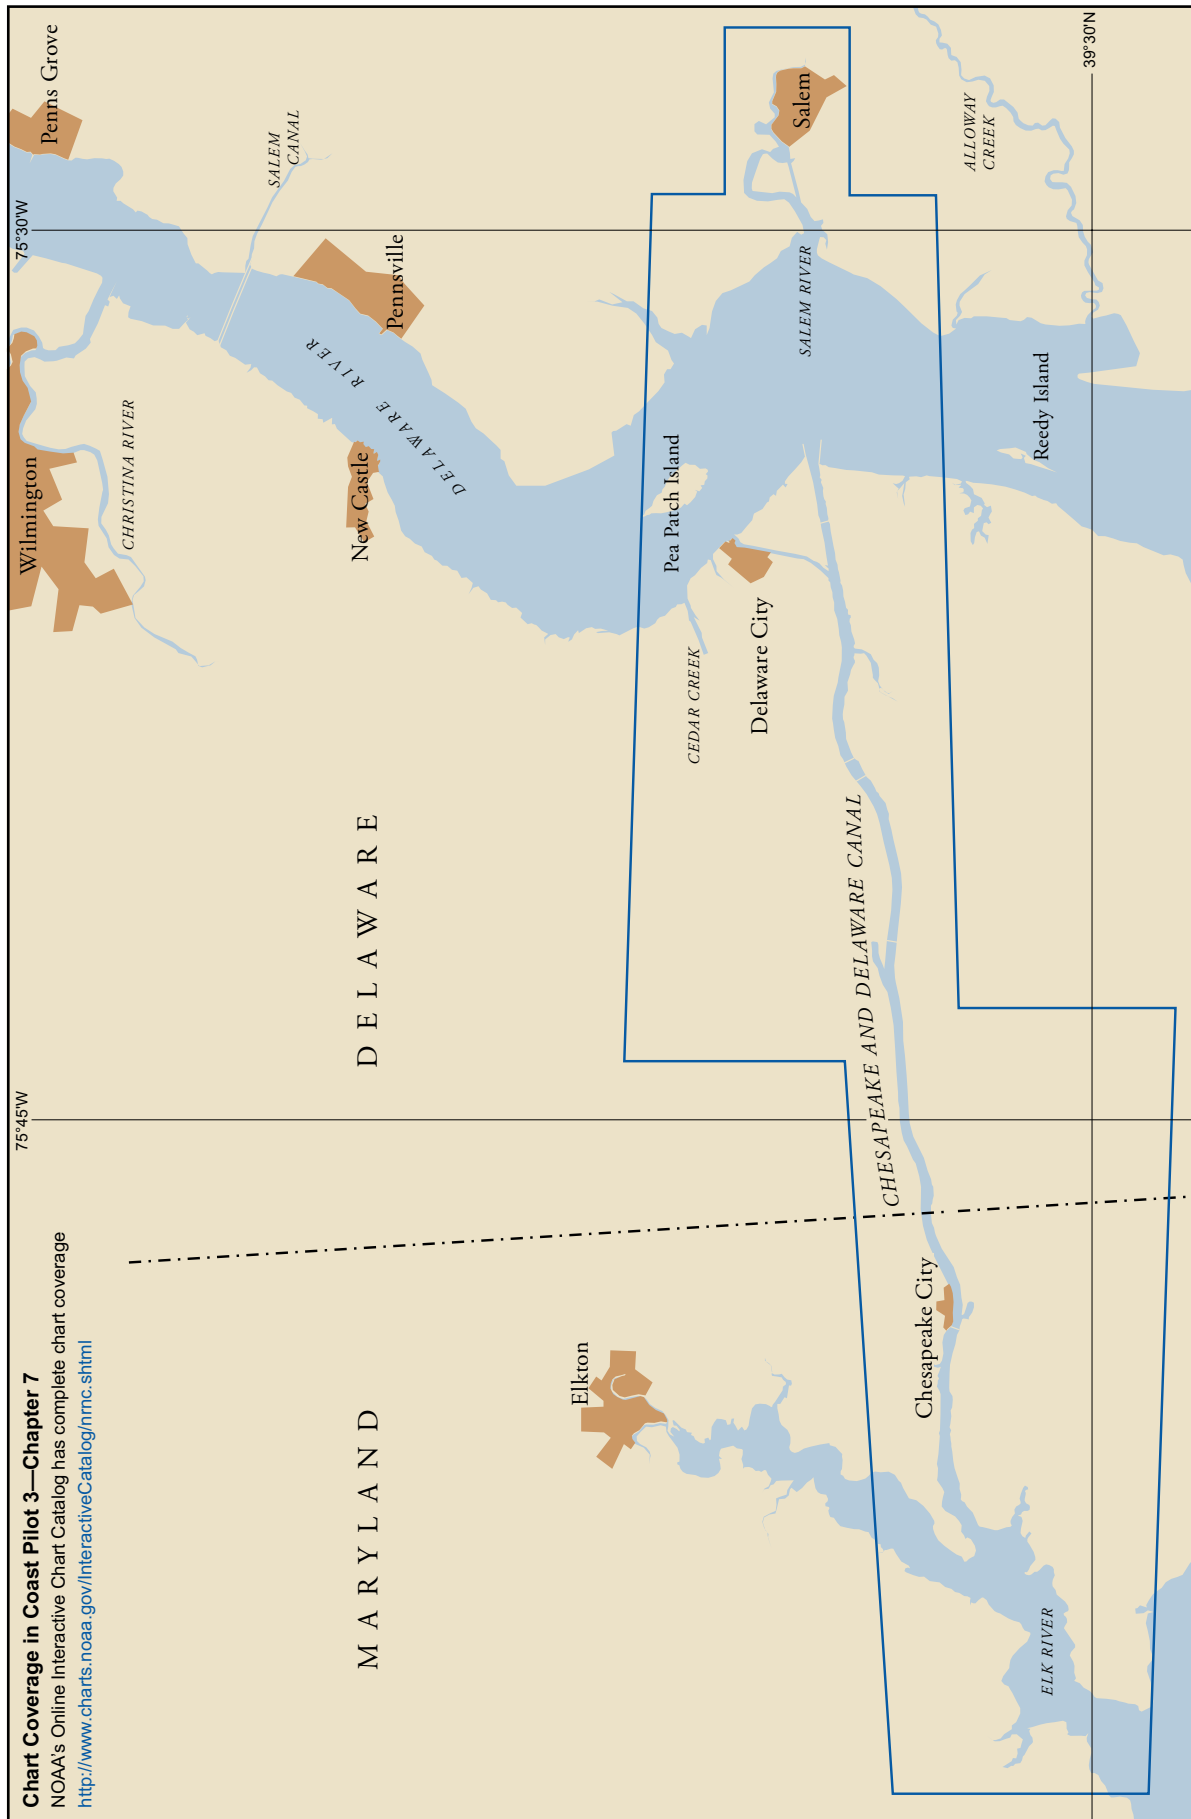 Chart Coverage in Coast Pilot 3—Chapter 7
NOAA's Online Interactive Chart Catalog has complete chart coverage
http://www.charts.noaa.gov/InteractiveCatalog/nrnc.shtml
75°45'W
75°30'W
39°30'N
MARYLAND
DELAWARE
Wilmington
Penns Grove
CHRISTINA RIVER
SALEM
CANAL
New Castle
Pennsville
DELAWARE RIVER
Elkton
Pea Patch Island
CEDAR CREEK
Delaware City
SALEM RIVER
Salem
CHESAPEAKE AND DELAWARE CANAL
Chesapeake City
ALLOWAY
CREEK
Reedy Island
ELK RIVER